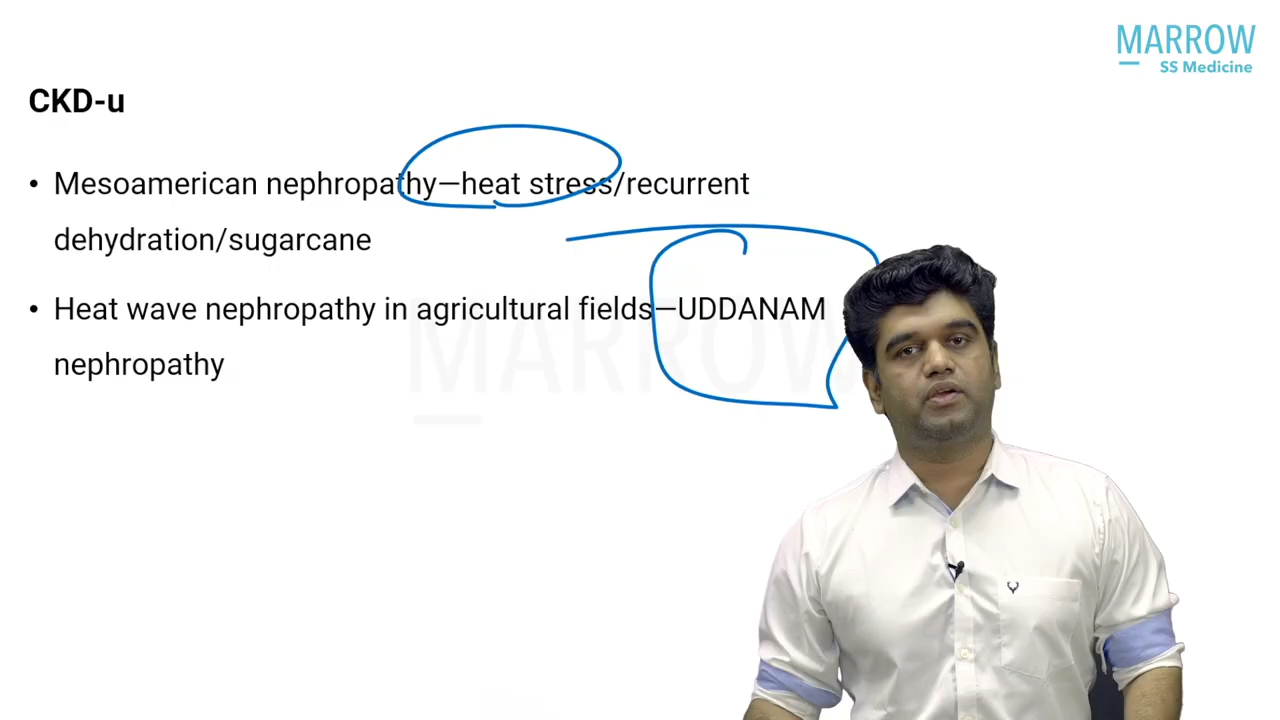 MARROW
SS Medicine
CKD-u
• Mesoamerican nephropathy—heat stress/recurrent
dehydration/sugarcane
• Heat wave nephropathy in agricultural fields—UDDANAM
nephropathy
MARROW